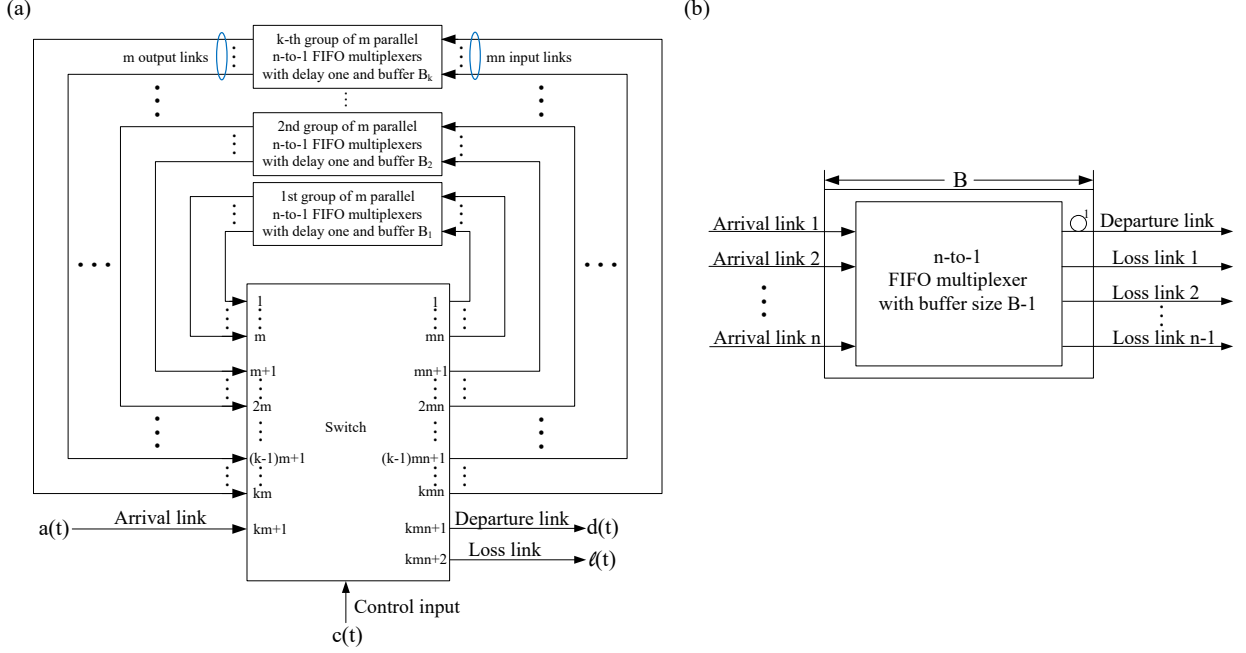 (a)
k-th group of m parallel
n-to-1 FIFO multiplexers
with delay one and buffer Bk
m output links
mn input links
2nd group of m parallel
n-to-1 FIFO multiplexers
with delay one and buffer B2
1st group of m parallel
n-to-1 FIFO multiplexers
with delay one and buffer B1
1
1
m
mn
m+1
mn+1
2m
2mn
Switch
(k-1)m+1
(k-1)mn+1
km
kmn
a(t)
Arrival link
km+1
kmn+1
Departure link
d(t)
kmn+2
Loss link
ℓ(t)
Control input
c(t)
(b)
B
Arrival link 1
Arrival link 2
Arrival link n
n-to-1
FIFO multiplexer
with buffer size B-1
1
Departure link
Loss link 1
Loss link 2
Loss link n-1